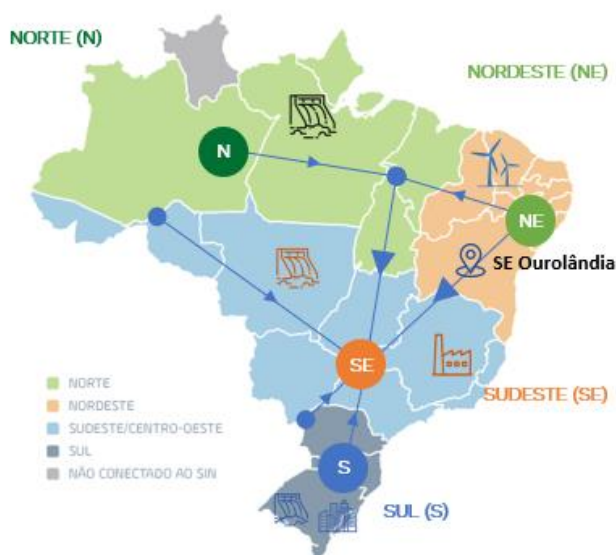 NORTE (N)
NORDESTE (NE)
N
NE
SE Ourolândia
SE
SUDESTE (SE)
NORTE
NORDESTE
SUDESTE/CENTRO-OESTE
SUL
NÃO CONECTADO AO SIN
S
SUL (S)